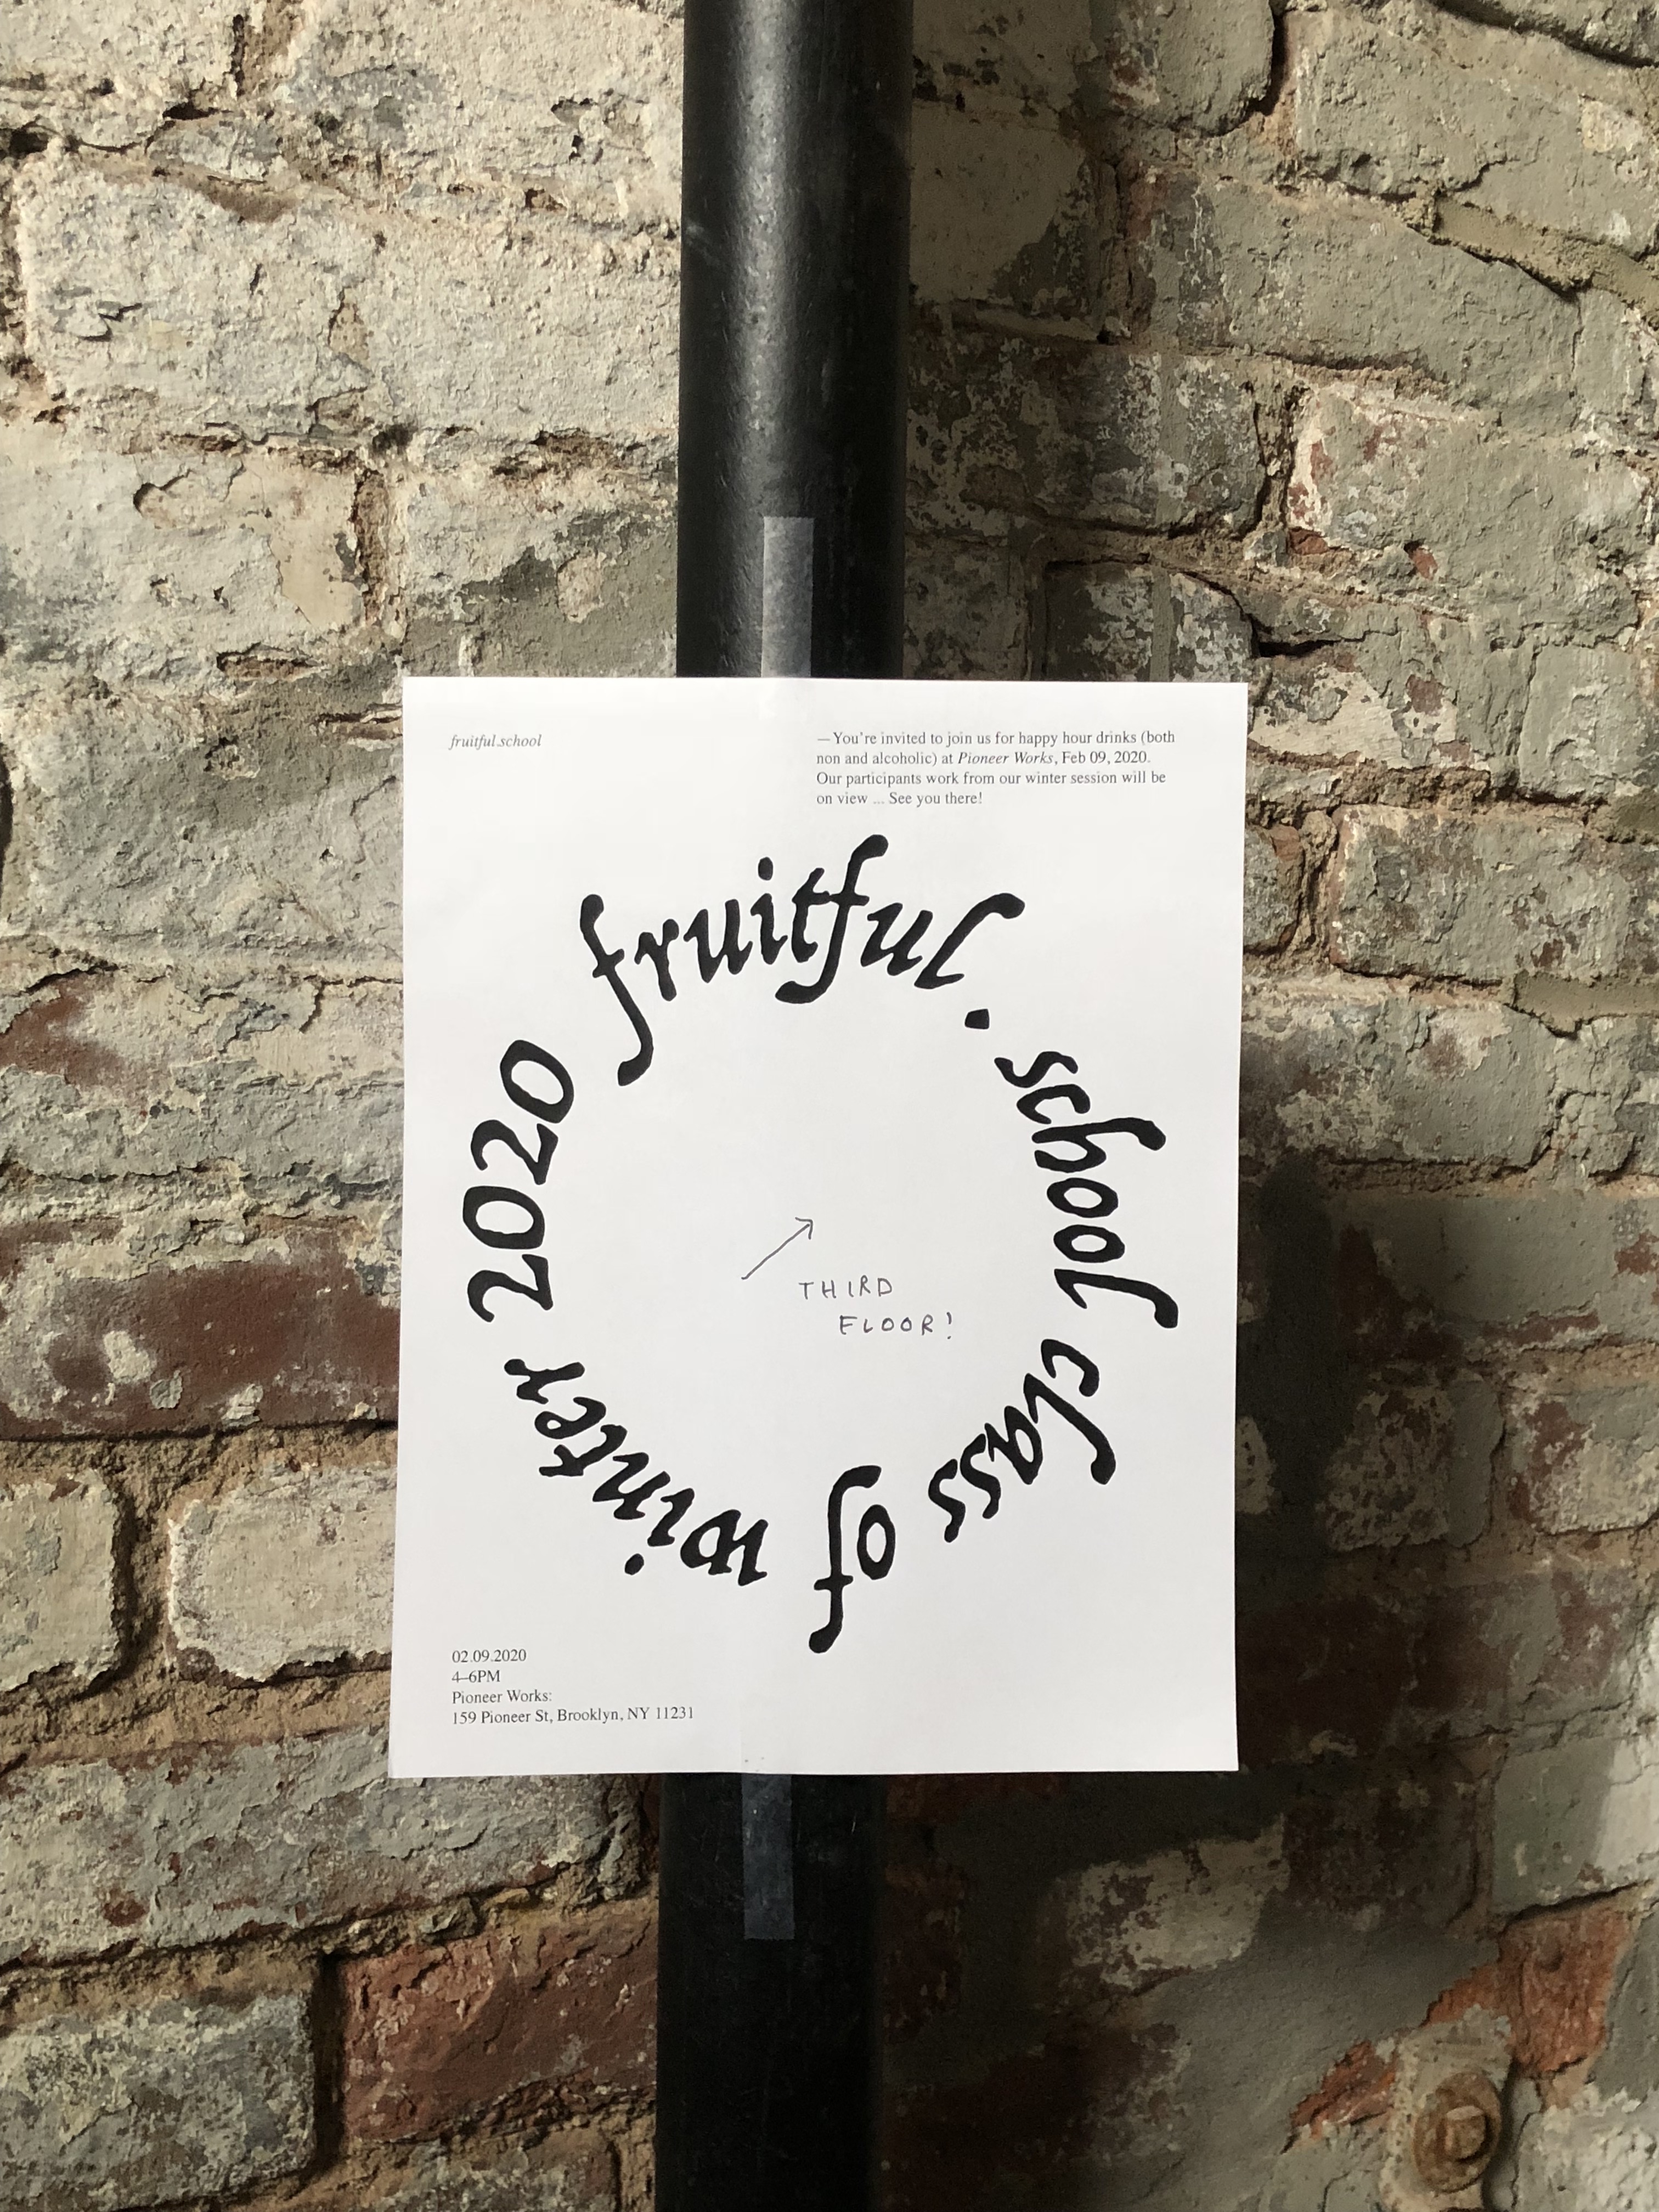 fruitful.school
— You're invited to join us for happy hour drinks (both
non and alcoholic) at Pioneer Works, Feb 09, 2020.
Our participants work from our winter session will be
on view ... See you there!
fruitful. school class of winter 2020
THIRD
FLOOR!
02.09.2020
4–6PM
Pioneer Works:
159 Pioneer St, Brooklyn, NY 11231